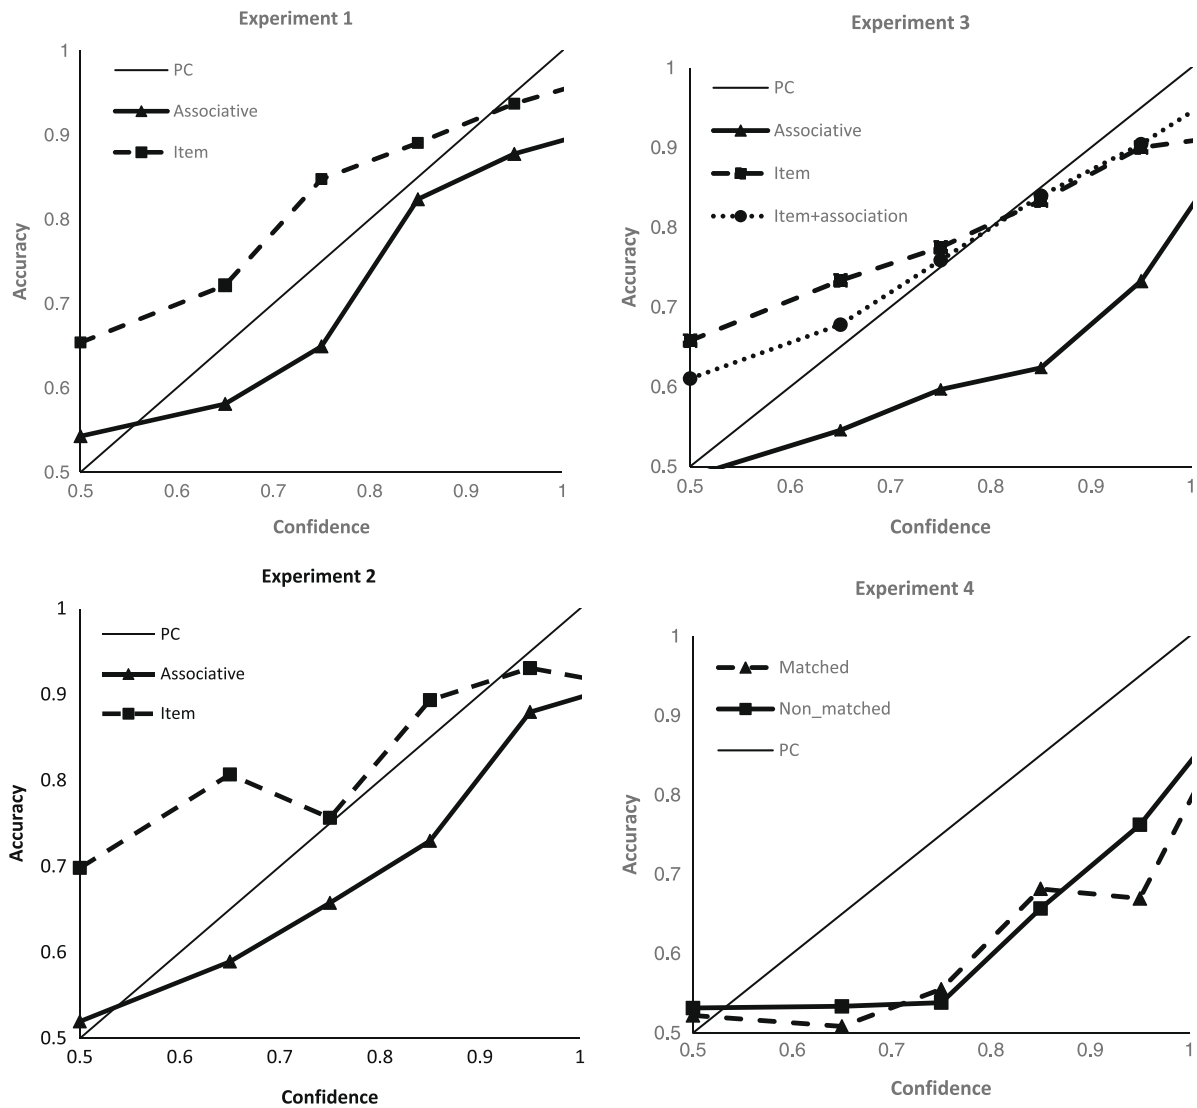 Experiment 1
1
0.9
0.8
0.7
0.6
0.5
Accuracy
PC
Associative
Item
0.5 0.6 0.7 0.8 0.9 1
Confidence
Experiment 3
1
0.9
0.8
0.7
0.6
0.5
Accuracy
PC
Associative
Item
Item+association
0.5 0.6 0.7 0.8 0.9 1
Confidence
Experiment 2
1
0.9
0.8
0.7
0.6
0.5
Accuracy
PC
Associative
Item
0.5 0.6 0.7 0.8 0.9 1
Confidence
Experiment 4
1
0.9
0.8
0.7
0.6
0.5
Accuracy
Matched
Non_matched
PC
0.5 0.6 0.7 0.8 0.9 1
Confidence